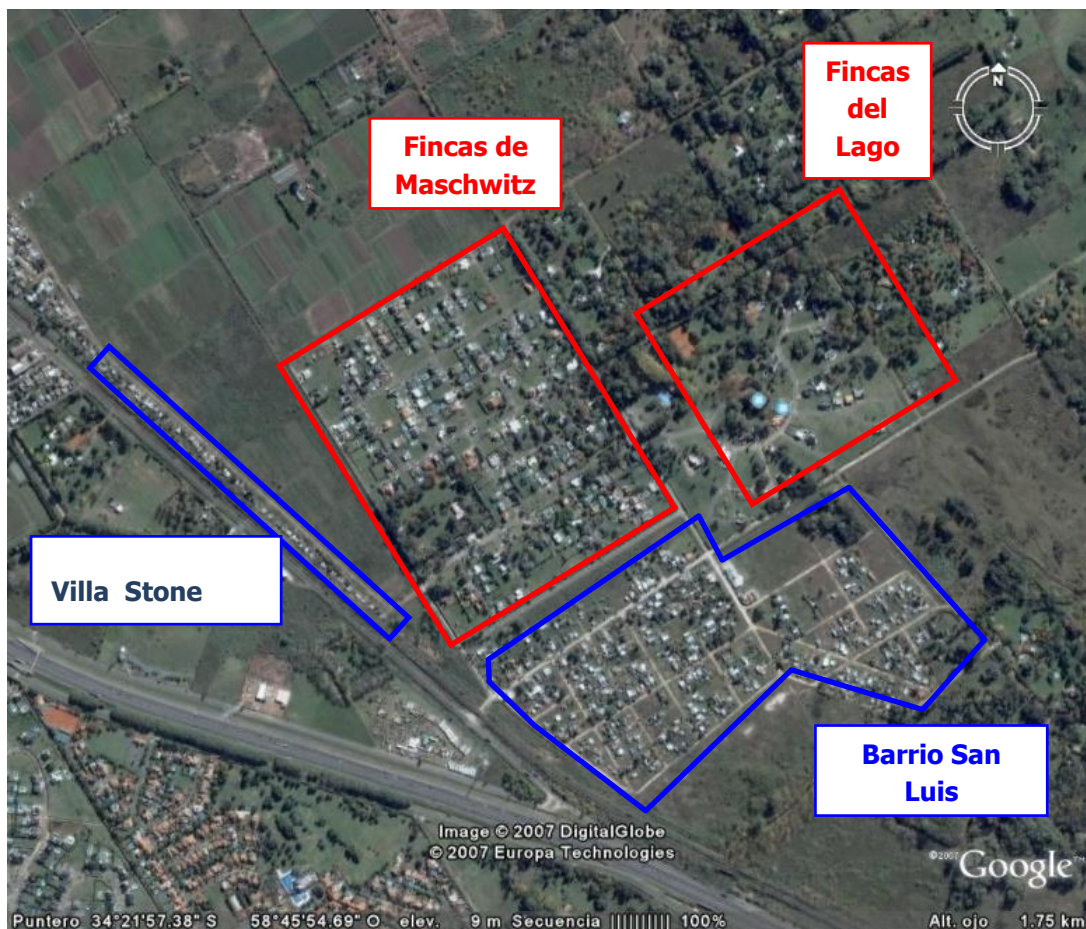 Fincas
del
Lago
N
Fincas de
Maschwitz
Villa Stone
Barrio San
Luis
Image © 2007 DigitalGlobe
© 2007 Europa Technologies
©2007 Google™
Puntero 34°21'57.38" S 58°45'54.69" O elev. 9 m Secuencia |||||||||| 100% Alt. ojo 1.75 km